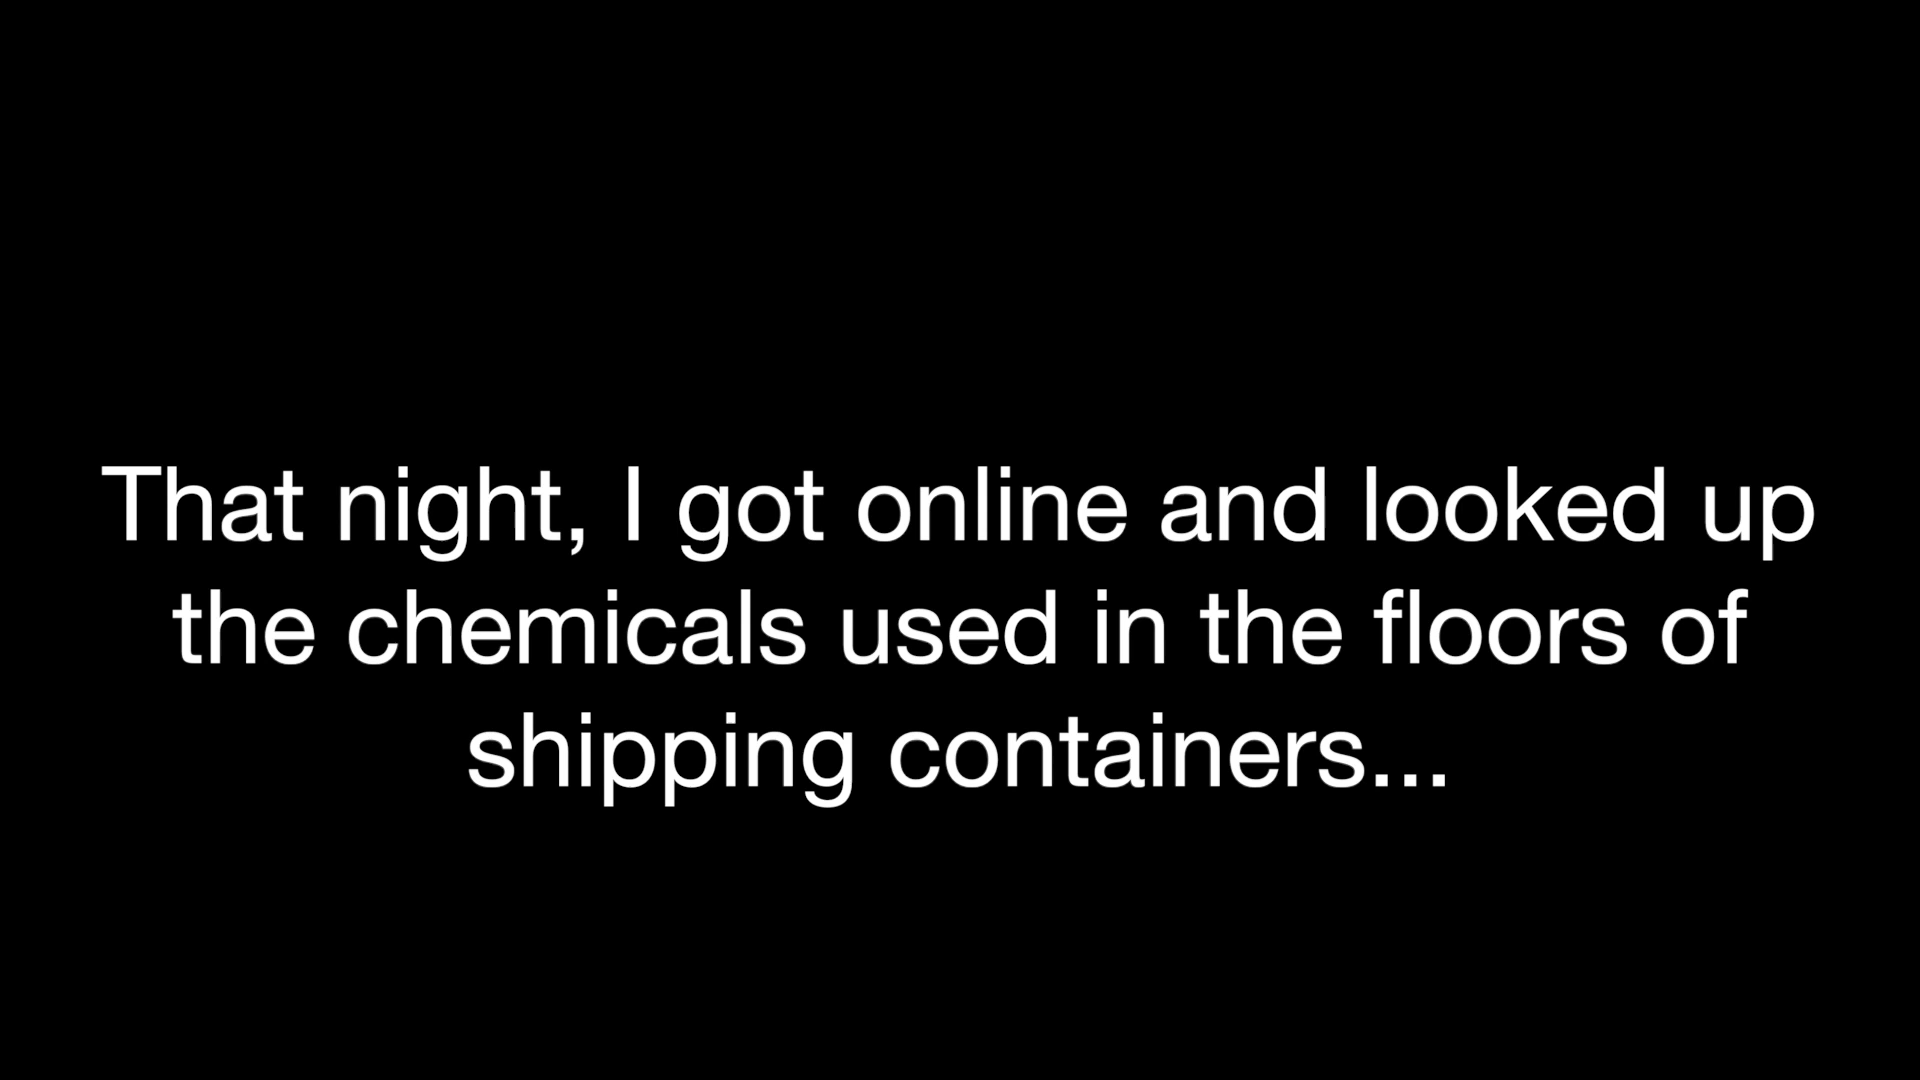 That night, I got online and looked up
the chemicals used in the floors of
shipping containers...